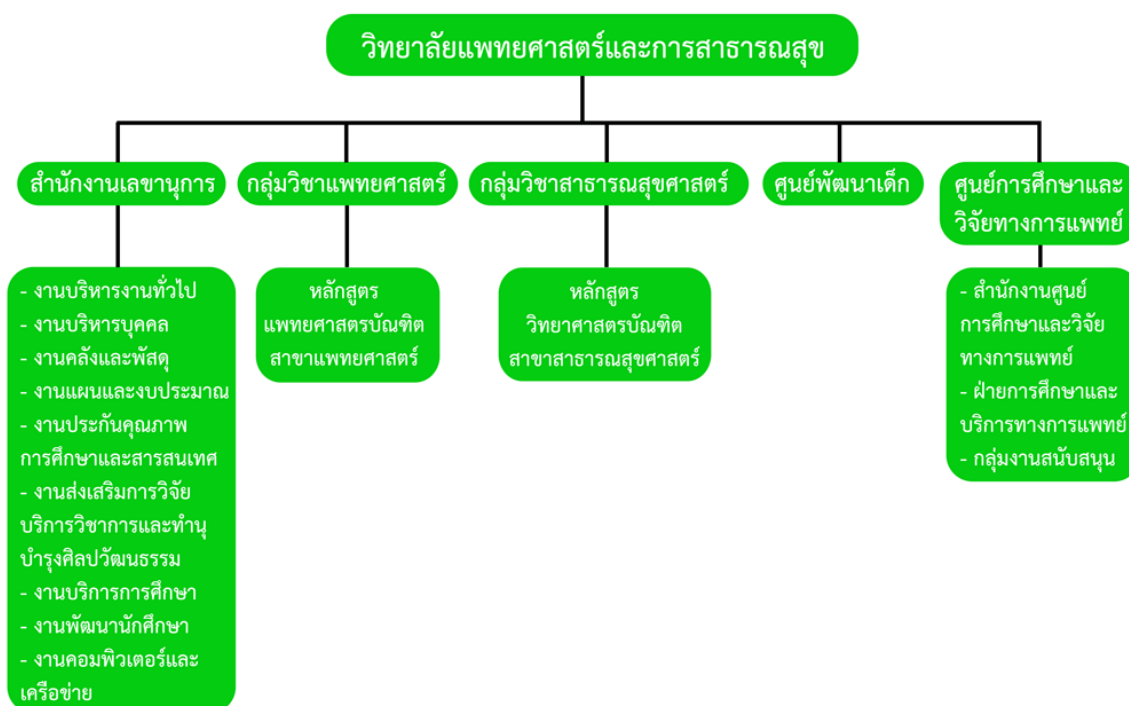 วิทยาลัยแพทยศาสตร์และการสาธารณสุข
สำนักงานเลขานุการ
กลุ่มวิชาแพทยศาสตร์
กลุ่มวิชาสาธารณสุขศาสตร์
ศูนย์พัฒนาเด็ก
ศูนย์การศึกษาและ
วิจัยทางการแพทย์
- งานบริหารงานทั่วไป
- งานบริหารบุคคล
- งานคลังและพัสดุ
- งานแผนและงบประมาณ
- งานประกันคุณภาพ
การศึกษาและสารสนเทศ
- งานส่งเสริมการวิจัย
บริการวิชาการและทำนุ
บำรุงศิลปวัฒนธรรม
- งานบริการการศึกษา
- งานพัฒนานักศึกษา
- งานคอมพิวเตอร์และ
เครือข่าย
หลักสูตร
แพทยศาสตรบัณฑิต
สาขาแพทยศาสตร์
หลักสูตร
วิทยาศาสตรบัณฑิต
สาขาสาธารณสุขศาสตร์
- สำนักงานศูนย์
การศึกษาและวิจัย
ทางการแพทย์
- ฝ่ายการศึกษาและ
บริการทางการแพทย์
- กลุ่มงานสนับสนุน